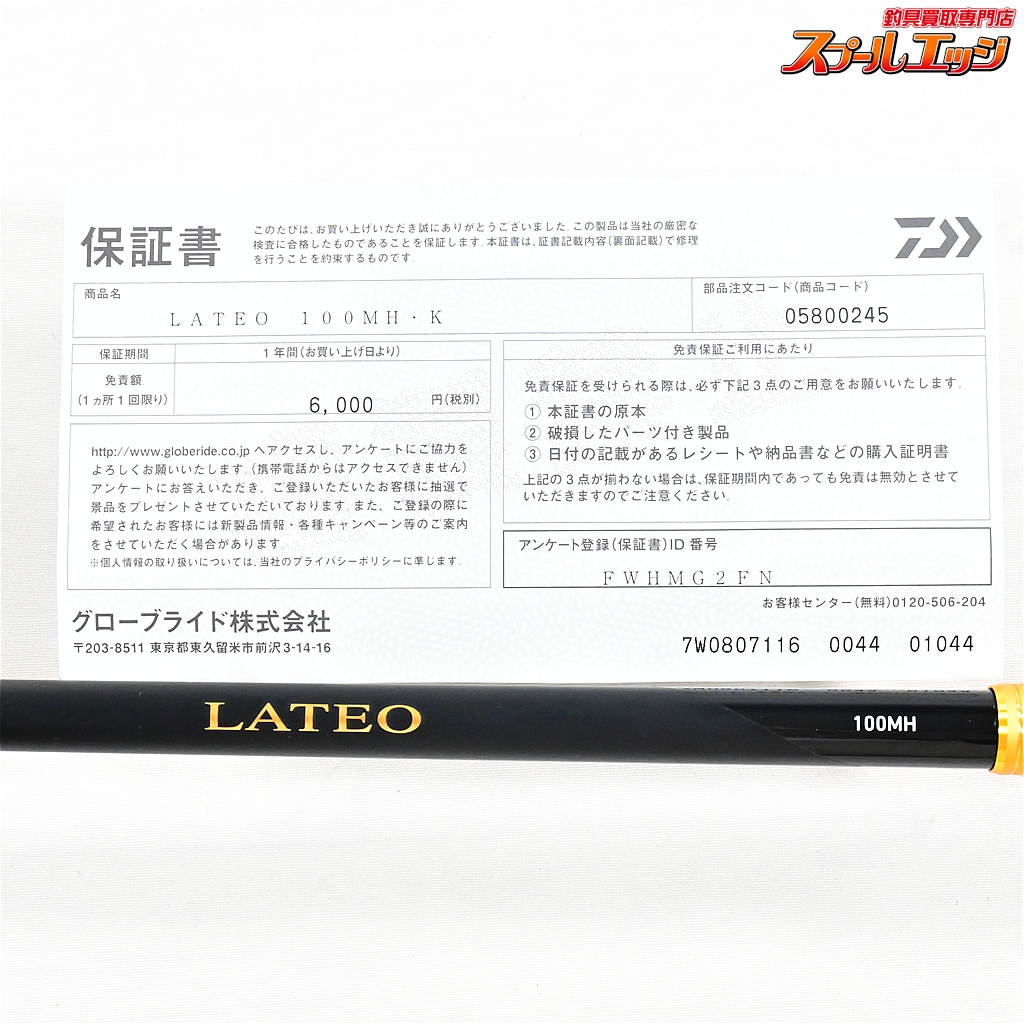 釣具買取専門店
スプールエッジ
保証書
このたびは、お買い上げいただき誠にありがとうございました。この製品は当社の厳密な
検査に合格したものであることを保証します。本証書は、証書記載内容(裏面記載)で修理
を行うことを約束するものです。
商品名
LATEO 100MH・K
部品注文コード(商品コード)
05800245
保証期間
1年間(お買い上げ日より)
免責額
(1ヵ所1回限り)
6,000
円(税別)
免責保証ご利用にあたり
免責保証を受けられる際は、必ず下記3点のご用意をお願いいたします。
① 本証書の原本
② 破損したパーツ付き製品
③ 日付の記載があるレシートや納品書などの購入証明書
上記の3点が揃わない場合は、保証期間内であっても免責は無効とさせて
いただきますのでご注意ください。
http://www.globeride.co.jp へアクセスし、アンケートにご協力を
よろしくお願いいたします。(携帯電話からはアクセスできません)
アンケートにお答えいただき、ご登録いただいたお客様に抽選で
景品をプレゼントさせていただいております。また、ご登録の際に
希望されたお客様には新製品情報・各種キャンペーン等のご案内
をさせていただく場合があります。
※個人情報の取り扱いについては、当社のプライバシーポリシーに準じます。
アンケート登録(保証書)ID番号
FWHMG2FN
お客様センター(無料)0120-506-204
グローブライド株式会社
〒203-8511 東京都東久留米市前沢3-14-16
7W0807116 0044 01044
LATEO
100MH